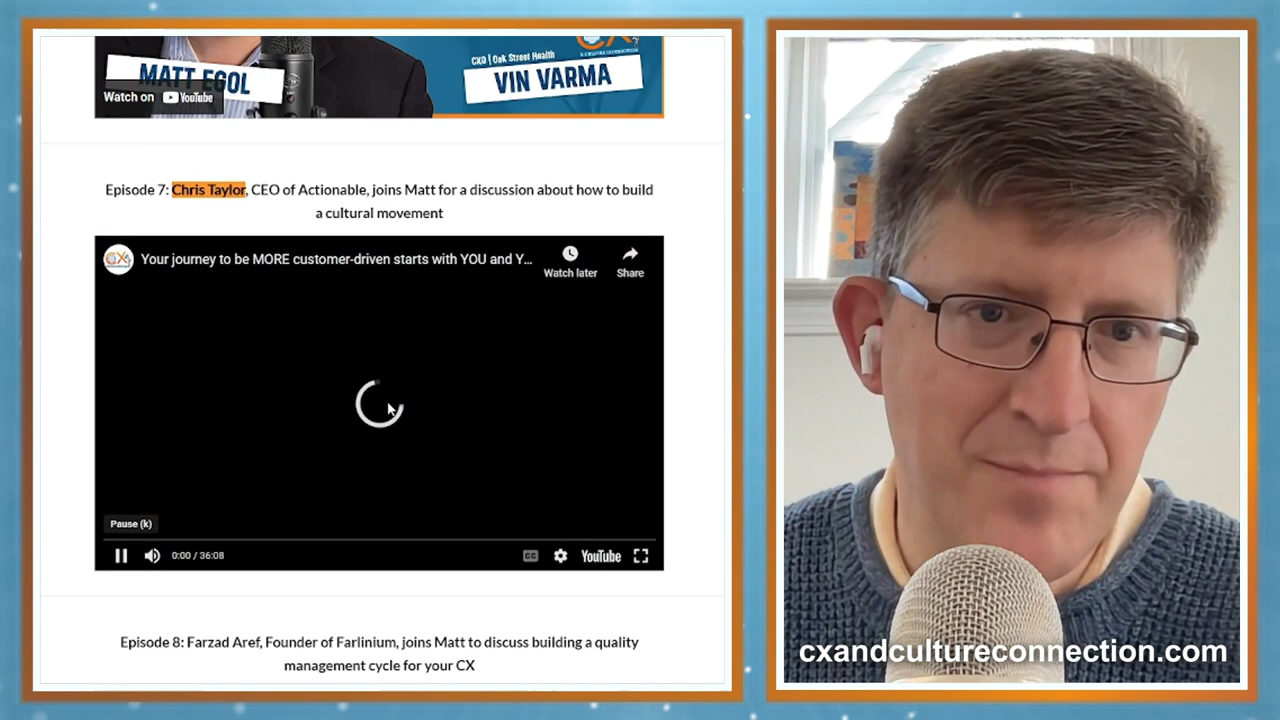 MATT EGOL
Watch on YouTube
CXO | Oak Street Health
VIN VARMA
Episode 7: Chris Taylor, CEO of Actionable, joins Matt for a discussion about how to build
a cultural movement
Your journey to be MORE customer-driven starts with YOU and Y...
Watch later
Share
Pause (k)
0:00 / 36:08
CC
YouTube
Episode 8: Farzad Aref, Founder of Farlinium, joins Matt to discuss building a quality
management cycle for your CX
cxandcultureconnection.com